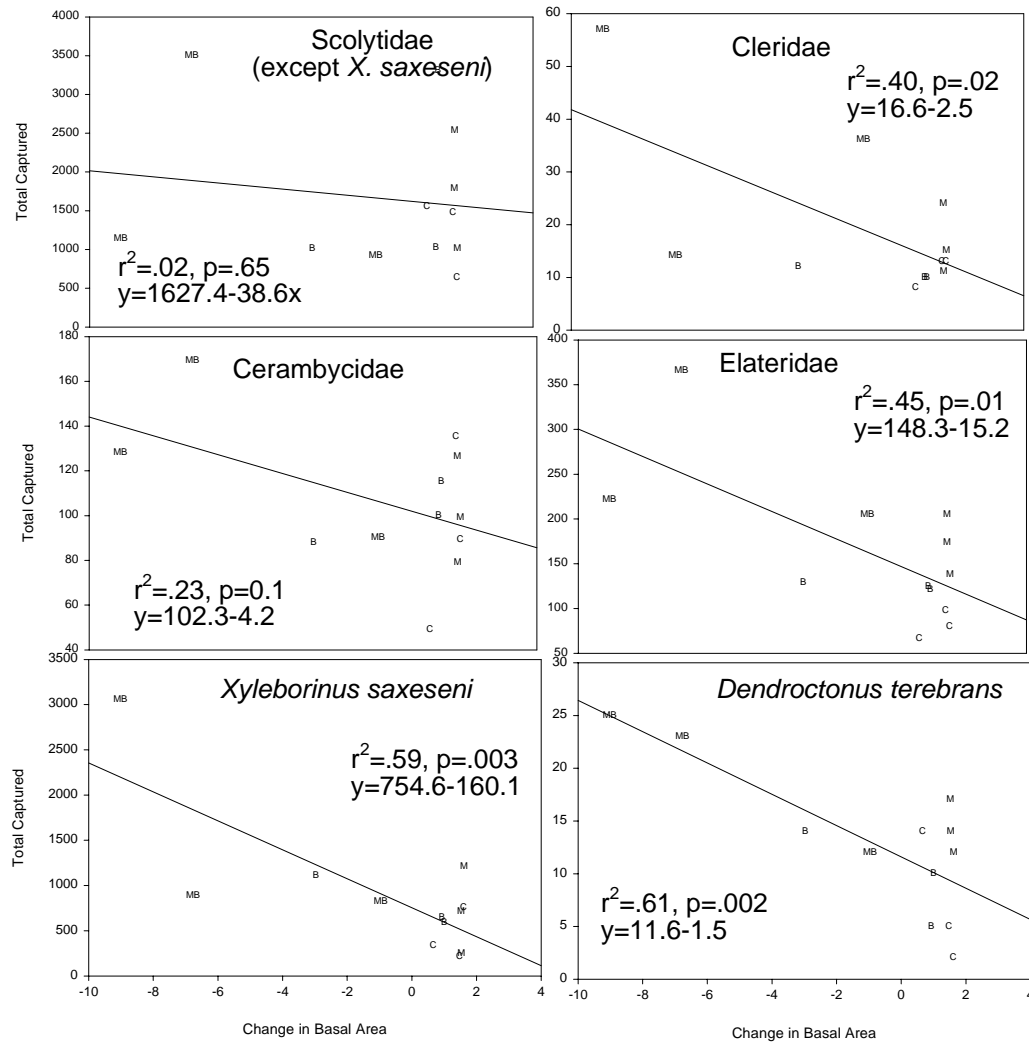 Scolytidae
(except X. saxeseni)
r²=.02, p=.65
y=1627.4-38.6x
Total Captured
4000
3500
3000
2500
2000
1500
1000
500
0
MB
B
M
M
C
C
MB
B
MB
B
M
C
Cleridae
r²=.40, p=.02
y=16.6-2.5
60
50
40
30
20
10
0
MB
MB
M
MB
B
M
C
C
M
B
B
C
Cerambycidae
r²=.23, p=0.1
y=102.3-4.2
Total Captured
180
160
140
120
100
80
60
40
MB
MB
C
M
B
B
M
B
MB
C
M
C
Elateridae
r²=.45, p=.01
y=148.3-15.2
400
350
300
250
200
150
100
50
MB
MB
MB
M
M
M
B
B
B
C
C
C
Xyleborinus saxeseni
r²=.59, p=.003
y=754.6-160.1
Total Captured
3500
3000
2500
2000
1500
1000
500
0
MB
M
B
MB
MB
C
M
B
B
C
M
C
-10
-8
-6
-4
-2
0
2
4
Change in Basal Area
Dendroctonus terebrans
r²=.61, p=.002
y=11.6-1.5
30
25
20
15
10
5
0
MB
MB
M
B
C
M
MB
M
B
B
C
C
-10
-8
-6
-4
-2
0
2
4
Change in Basal Area